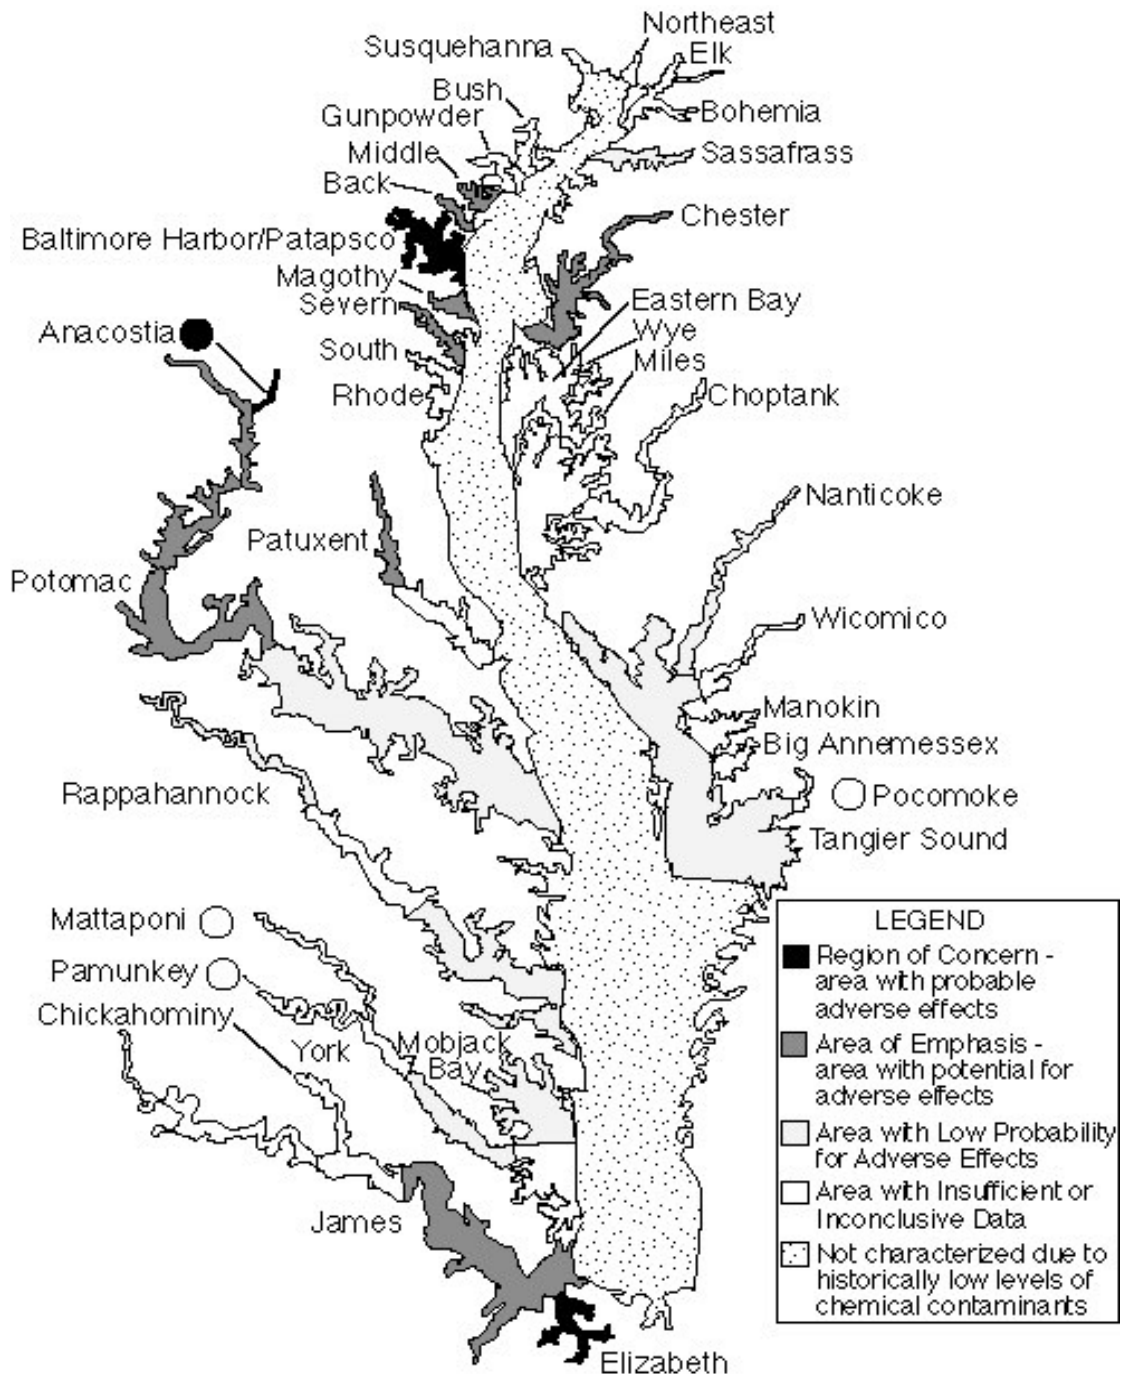 Northeast
Susquehanna
Elk
Bush
Bohemia
Gunpowder
Middle
Sassafrass
Back
Chester
Baltimore Harbor/Patapsco
Magothy
Severn
Eastern Bay
Anacostia
Wye
South
Miles
Rhode
Choptank
Nanticoke
Patuxent
Potomac
Wicomico
Manokin
Big Annemessex
Rappahannock
Pocomoke
Tangier Sound
Mattaponi
Pamunkey
Chickahominy
York
Mobjack
Bay
James
Elizabeth
LEGEND
Region of Concern -
area with probable
adverse effects
Area of Emphasis -
area with potential for
adverse effects
Area with Low Probability
for Adverse Effects
Area with Insufficient or
Inconclusive Data
Not characterized due to
historically low levels of
chemical contaminants